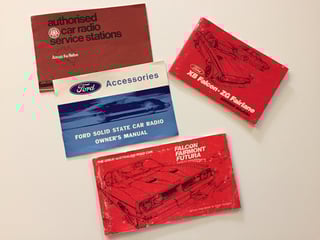 authorised
car radio
service stations
Ford
Accessories
FORD SOLID STATE CAR RADIO
OWNER'S MANUAL
Ford
XB Falcon·ZG Fairlane
FALCON
FAIRMONT
FUTURA